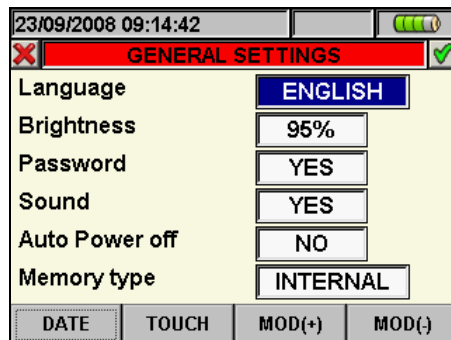 23/09/2008 09:14:42
GENERAL SETTINGS
Language ENGLISH
Brightness 95%
Password YES
Sound YES
Auto Power off NO
Memory type INTERNAL
DATE TOUCH MOD(+) MOD(-)